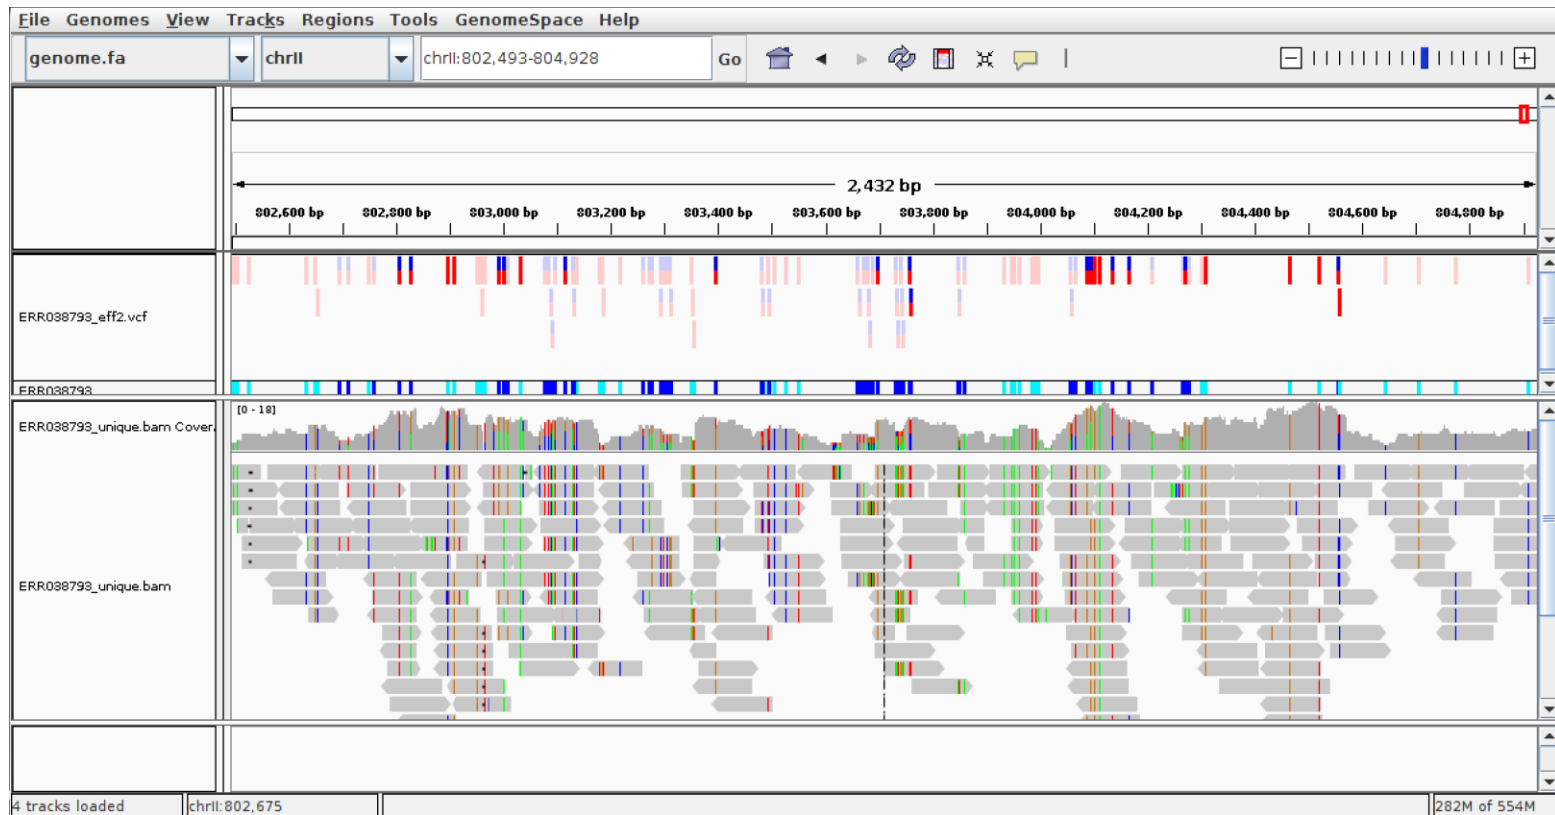 File Genomes View Tracks Regions Tools GenomeSpace Help
genome.fa chrII chrII:802,493-804,928 Go
2,432 bp
802,600 bp 802,800 bp 803,000 bp 803,200 bp 803,400 bp 803,600 bp 803,800 bp 804,000 bp 804,200 bp 804,400 bp 804,600 bp 804,800 bp
ERR038793_eff2.vcf
ERR038793
[0 - 18]
ERR038793_unique.bam Cover
ERR038793_unique.bam
4 tracks loaded chrII:802,675 282M of 554M